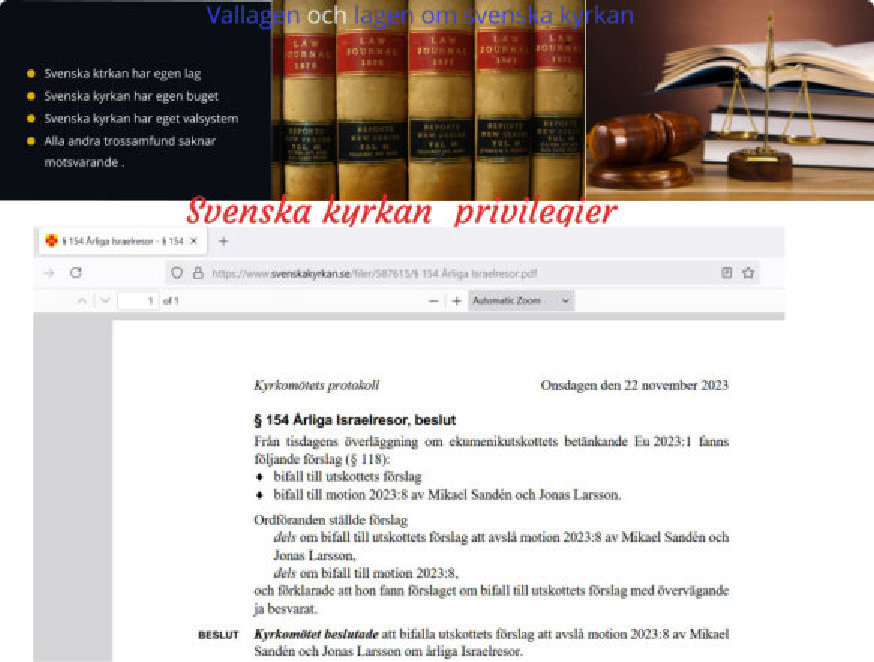 Vallagen och lagen om svenska kyrkan
Svenska ktrkan har egen lag
Svenska kyrkan har egen buget
Svenska kyrkan har eget valsystem
Alla andra trossamfund saknar
motsvarande .
LAW JOURNAL
LAW JOURNAL
LAW JOURNAL
LAW JOURNAL
LAW JOURNAL
REPORTS NEW SERIES VOL.
REPORTS NEW SERIES VOL.
REPORTS NEW SERIES VOL.
REPORTS NEW SERIES VOL.
REPORTS NEW SERIES VOL.
Svenska kyrkan privilegier
§ 154 Årliga Israelresor - § 154
https://www.svenskakyrkan.se/filer/587615/§ 154 Årliga Israelresor.pdf
1 of 1
Automatic Zoom
Kyrkomötets protokoll Onsdagen den 22 november 2023
§ 154 Årliga Israelresor, beslut
Från tisdagens överläggning om ekumenikutskottets betänkande Eu 2023:1 fanns
följande förslag (§ 118):
♦ bifall till utskottets förslag
♦ bifall till motion 2023:8 av Mikael Sandén och Jonas Larsson.
Ordföranden ställde förslag
dels om bifall till utskottets förslag att avslå motion 2023:8 av Mikael Sandén och
Jonas Larsson,
dels om bifall till motion 2023:8,
och förklarade att hon fann förslaget om bifall till utskottets förslag med övervägande
ja besvarat.
BESLUT Kyrkomötet beslutade att bifalla utskottets förslag att avslå motion 2023:8 av Mikael
Sandén och Jonas Larsson om årliga Israelresor.